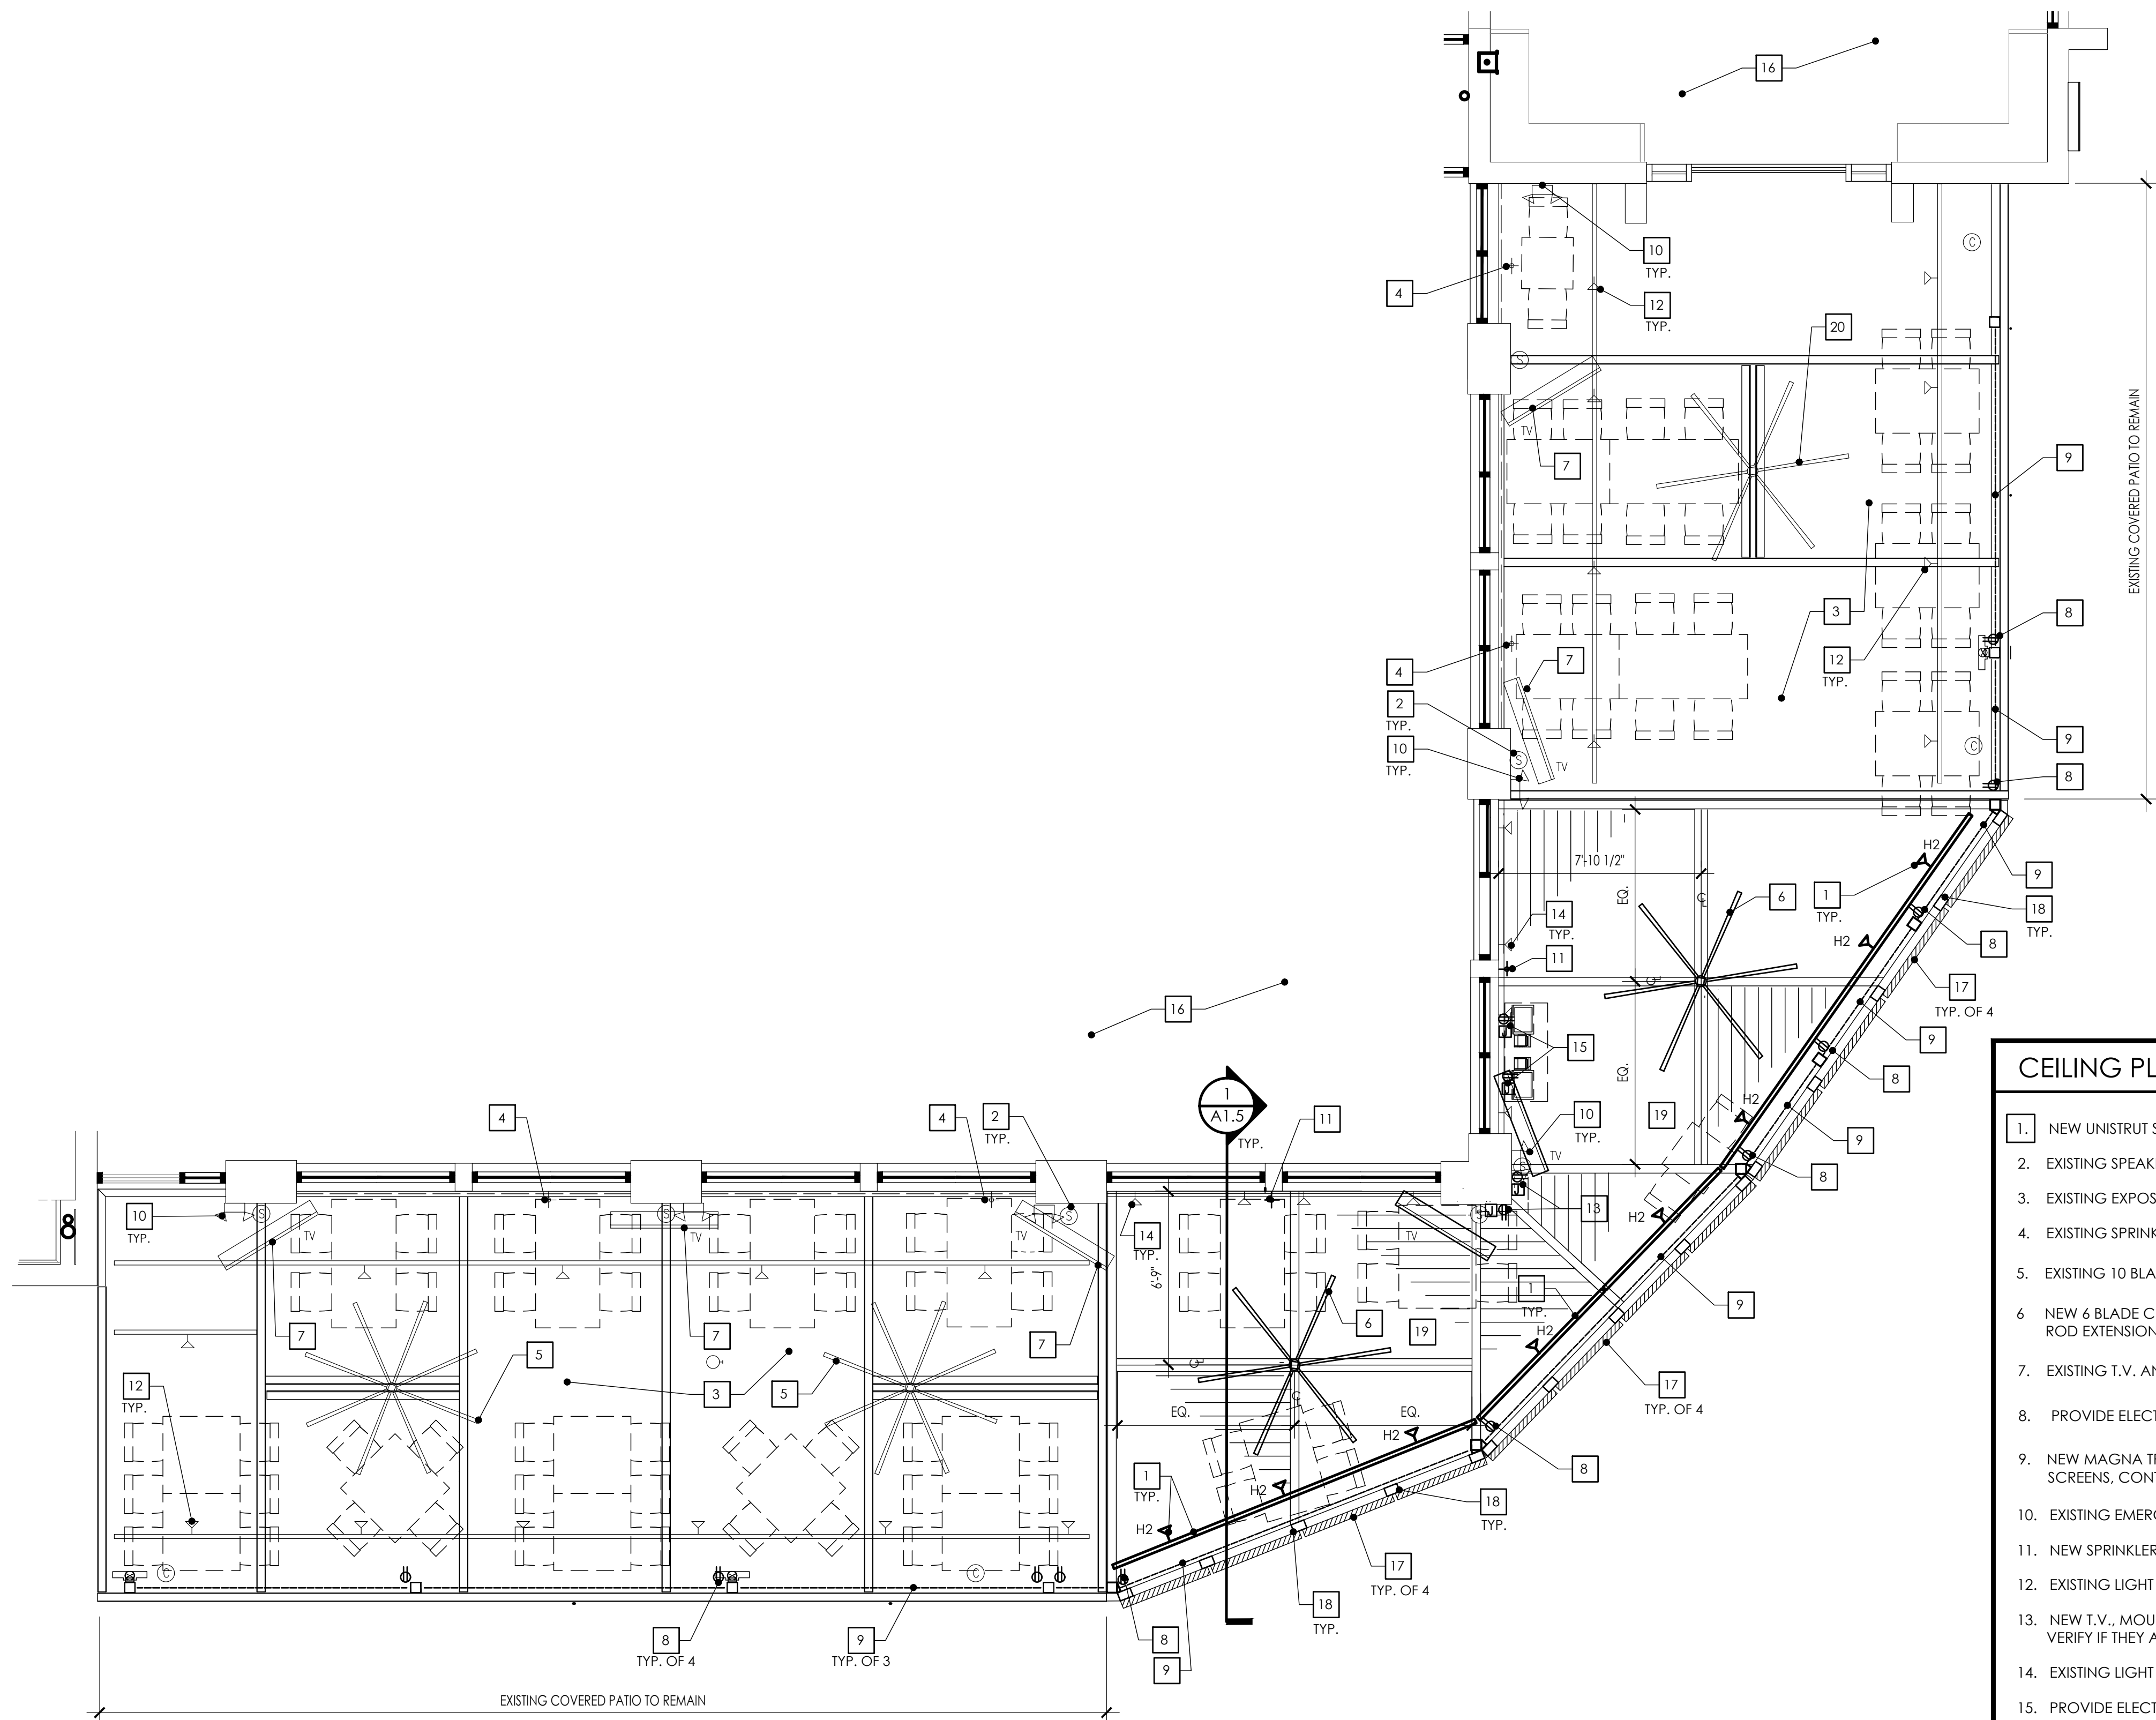 16
10
TYP.
4
12
TYP.
20
S
C
TV
7
9
EXISTING COVERED PATIO TO REMAIN
3
8
4
7
12
TYP.
2
TYP.
10
TYP.
S
TV
C
9
8
7'-10 1/2"
EQ.
6
1
TYP.
H2
9
18
TYP.
14
TYP.
11
H2
8
17
TYP. OF 4
16
15
9
EQ.
8
H2
10
TYP.
19
9
TV
S
8
1
A1.5
TYP.
11
4
4
2
TYP.
13
H2
10
TYP.
S
TV
S
TV
TV
S
14
TYP.
6'-9"
S
TV
1
TYP.
9
7
7
7
6
19
H2
5
5
3
12
TYP.
17
TYP. OF 4
EQ.
EQ.
H2
8
1
TYP.
H2
H2
18
TYP.
C
C
17
TYP. OF 4
18
TYP.
8
TYP. OF 4
9
TYP. OF 3
8
9
EXISTING COVERED PATIO TO REMAIN
CEILING PL
1. NEW UNISTRUT S
2. EXISTING SPEAK
3. EXISTING EXPOS
4. EXISTING SPRINK
5. EXISTING 10 BLA
6 NEW 6 BLADE C
ROD EXTENSION
7. EXISTING T.V. AN
8. PROVIDE ELECT
9. NEW MAGNA
SCREENS, CONT
10. EXISTING EMERG
11. NEW SPRINKLER
12. EXISTING LIGHT
13. NEW T.V., MOU
VERIFY IF THEY A
14. EXISTING LIGHT
15. PROVIDE ELECT